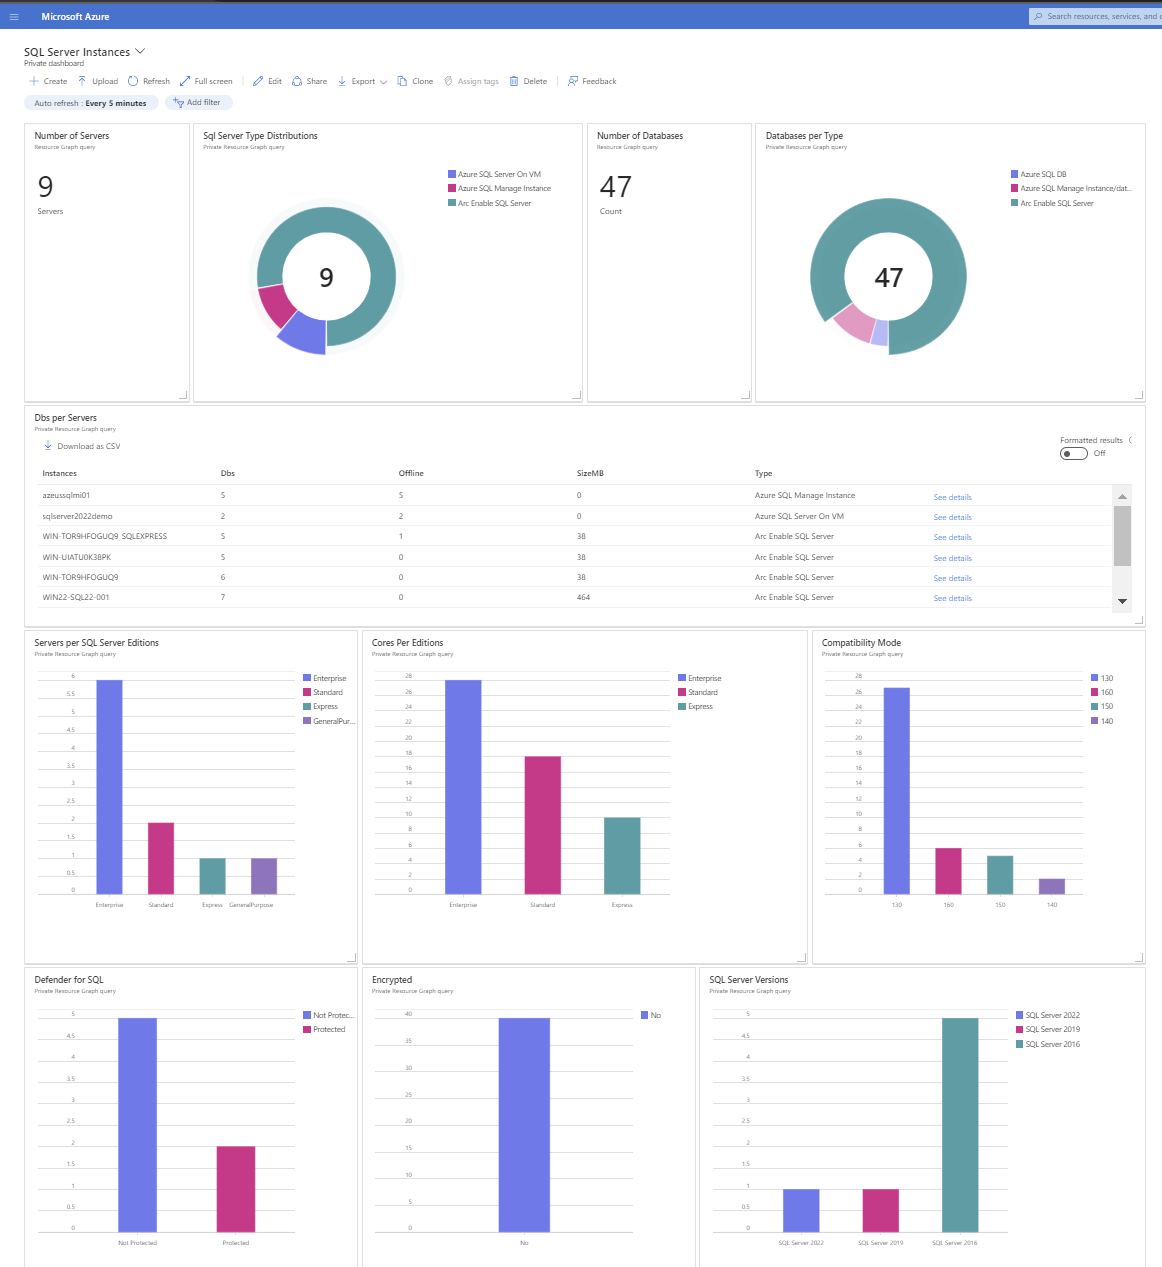 Microsoft Azure
Search resources, services, and
SQL Server Instances
Private dashboard
Create Upload Refresh Full screen Edit Share Export Clone Assign tags Delete Feedback
Auto refresh : Every 5 minutes Add filter
Number of Servers
Resource Graph query
9
Servers
Sql Server Type Distributions
Private Resource Graph query
Azure SQL Server On VM
Azure SQL Manage Instance
Arc Enable SQL Server
9
Number of Databases
Resource Graph query
47
Count
Databases per Type
Private Resource Graph query
Azure SQL DB
Azure SQL Manage Instance/dat...
Arc Enable SQL Server
47
Dbs per Servers
Private Resource Graph query
Download as CSV
Formatted results
Off
Instances Dbs Offline SizeMB Type
azeussqlmi01 5 5 0 Azure SQL Manage Instance See details
sqlserver2022demo 2 2 0 Azure SQL Server On VM See details
WIN-TOR9HFOGUQ9_SQLEXPRESS 5 1 38 Arc Enable SQL Server See details
WIN-UIATU0K38PK 5 0 38 Arc Enable SQL Server See details
WIN-TOR9HFOGUQ9 6 0 38 Arc Enable SQL Server See details
WIN22-SQL22-001 7 0 464 Arc Enable SQL Server See details
Servers per SQL Server Editions
Private Resource Graph query
6
5.5
5
4.5
4
3.5
3
2.5
2
1.5
1
0.5
0
Enterprise Standard Express GeneralPurpose
Enterprise
Standard
Express
GeneralPur...
Cores Per Editions
Private Resource Graph query
28
26
24
22
20
18
16
14
12
10
8
6
4
2
0
Enterprise Standard Express
Enterprise
Standard
Express
Compatibility Mode
Private Resource Graph query
28
26
24
22
20
18
16
14
12
10
8
6
4
2
0
130 160 150 140
130
160
150
140
Defender for SQL
Private Resource Graph query
5
4.5
4
3.5
3
2.5
2
1.5
1
0.5
0
Not Protected Protected
Not Protec...
Protected
Encrypted
Private Resource Graph query
40
35
30
25
20
15
10
5
0
No
No
SQL Server Versions
Private Resource Graph query
5
4.5
4
3.5
3
2.5
2
1.5
1
0.5
0
SQL Server 2022 SQL Server 2019 SQL Server 2016
SQL Server 2022
SQL Server 2019
SQL Server 2016